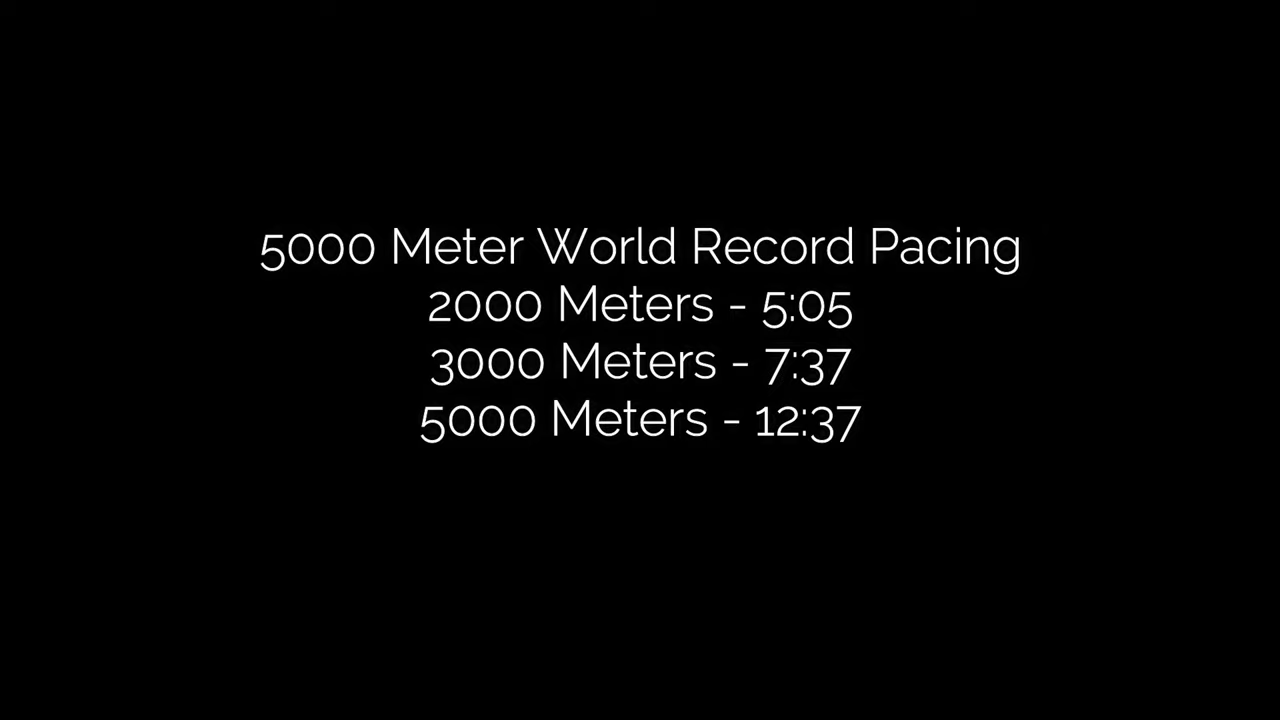 5000 Meter World Record Pacing
2000 Meters - 5:05
3000 Meters - 7:37
5000 Meters - 12:37